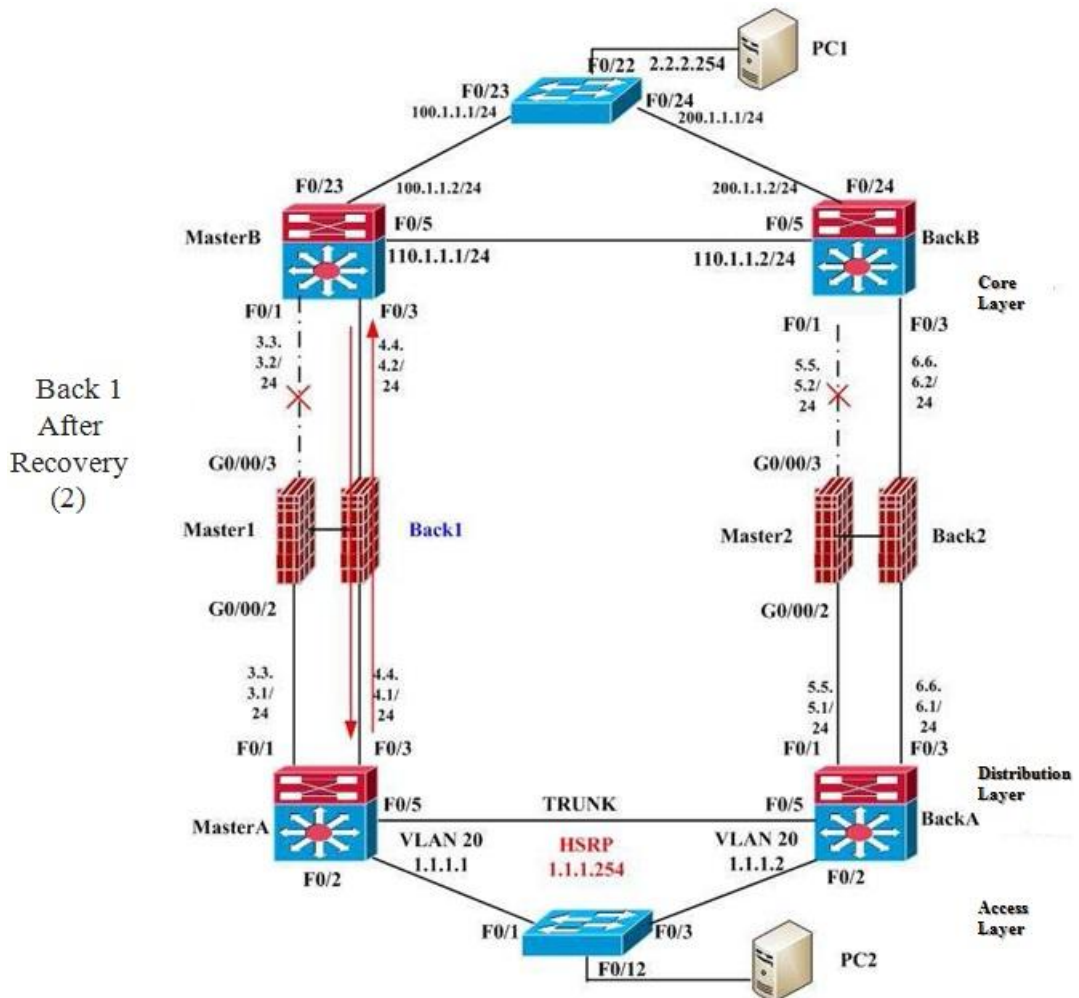 PC1
F0/22
2.2.2.254
F0/23
F0/24
100.1.1.1/24
200.1.1.1/24
F0/23
100.1.1.2/24
200.1.1.2/24
F0/24
MasterB
F0/5
F0/5
BackB
110.1.1.1/24
110.1.1.2/24
Core
Layer
F0/1
F0/3
F0/1
F0/3
3.3.
3.2/
24
4.4.
4.2/
24
5.5.
5.2/
24
6.6.
6.2/
24
Back 1
After
Recovery
(2)
G0/00/3
G0/00/3
Master1
Back1
Master2
Back2
G0/00/2
G0/00/2
3.3.
3.1/
24
4.4.
4.1/
24
5.5.
5.1/
24
6.6.
6.1/
24
F0/1
F0/3
F0/1
F0/3
Distribution
Layer
F0/5
TRUNK
F0/5
MasterA
BackA
VLAN 20
1.1.1.1
HSRP
1.1.1.254
VLAN 20
1.1.1.2
F0/2
F0/2
Access
Layer
F0/1
F0/3
F0/12
PC2